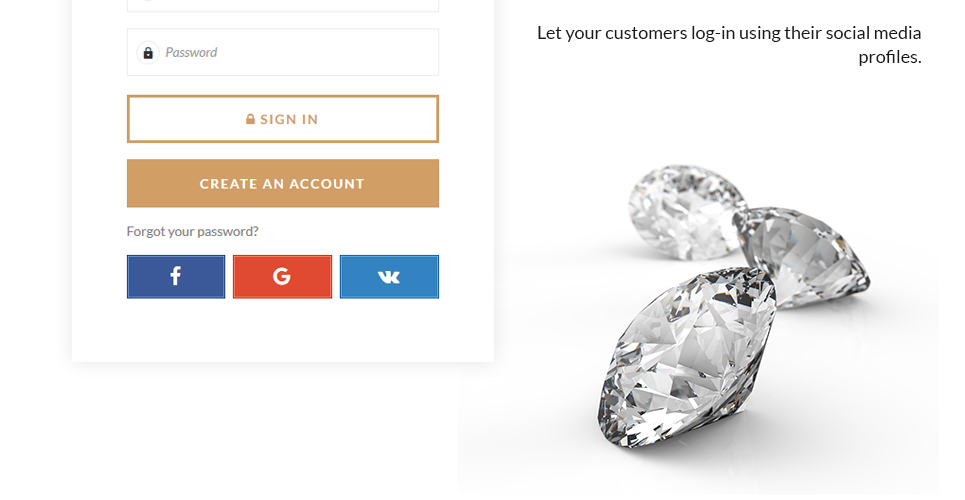 Let your customers log-in using their social media
profiles.
Password
SIGN IN
CREATE AN ACCOUNT
Forgot your password?
f
G